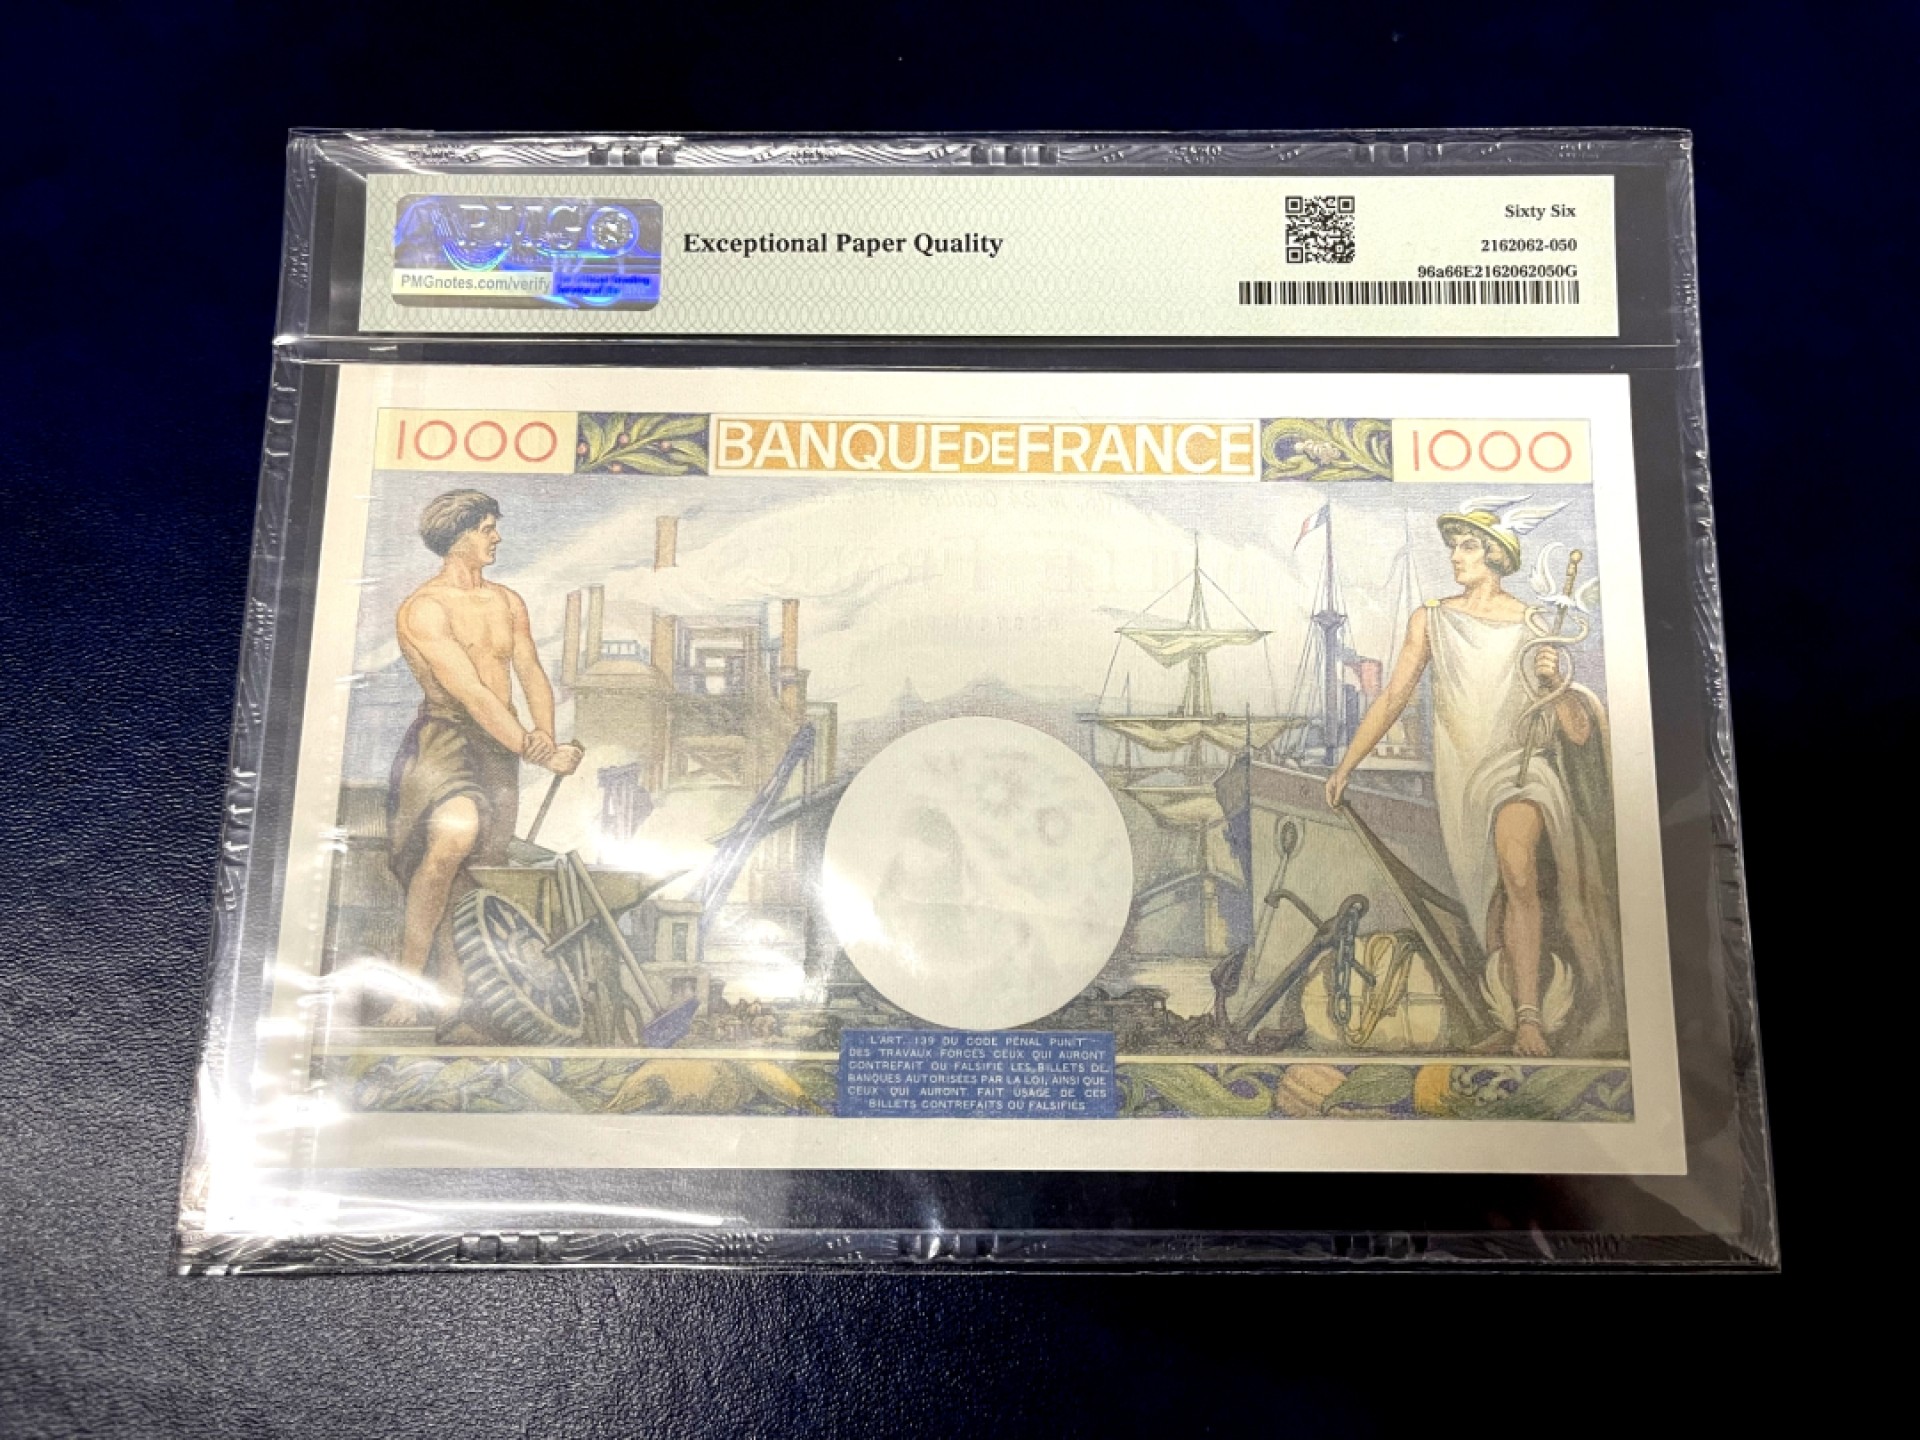 PMG
PMGnotes.com/verify
Exceptional Paper Quality
Sixty Six
2162062-050
96a66E2162062050G
1000
BANQUE DE FRANCE
1000
L'ART. 139 DU CODE PÉNAL PUNIT
DES TRAVAUX FORCÉS CEUX QUI AURONT
CONTREFAIT OU FALSIFIÉ LES BILLETS DE
BANQUES AUTORISÉES PAR LA LOI, AINSI QUE
CEUX QUI AURONT FAIT USAGE DE CES
BILLETS CONTREFAITS OU FALSIFIÉS